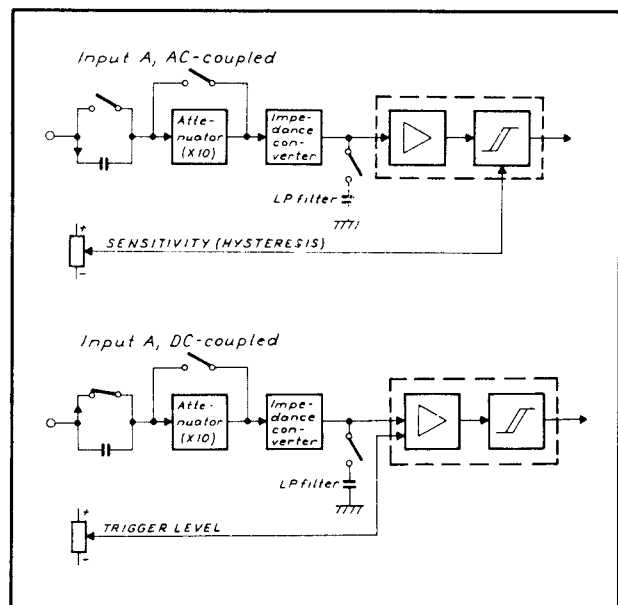 Input A, AC-coupled
Atte-
nuator
(X10)
Impe-
dance
con-
verter
LP filter
+
SENSITIVITY (HYSTERESIS)
-
Input A, DC-coupled
Atte-
nuator
(X10)
Impe-
dance
con-
verter
LP filter
+
TRIGGER LEVEL
-